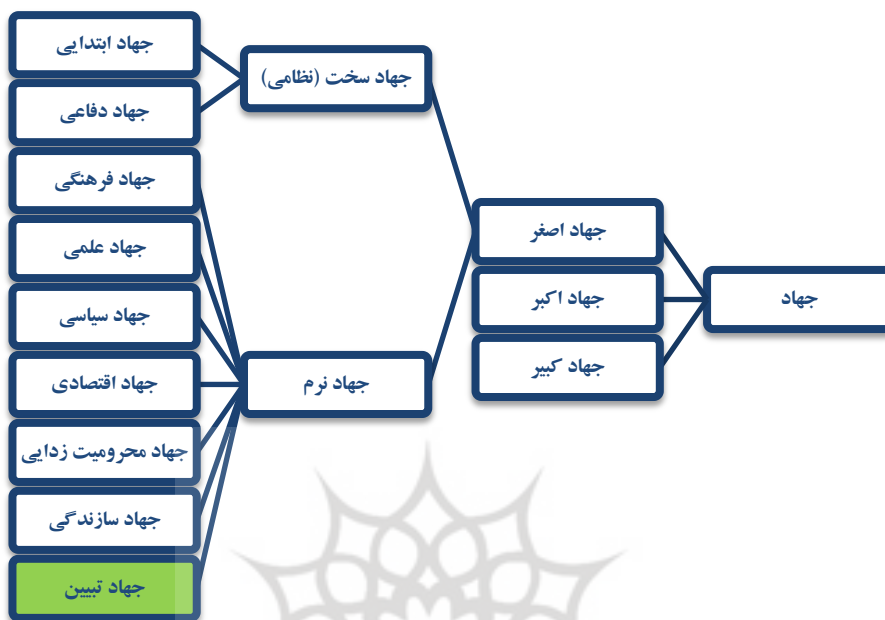 جهاد
جهاد اصغر
جهاد اکبر
جهاد کبیر
جهاد سخت (نظامی)
جهاد نرم
جهاد ابتدایی
جهاد دفاعی
جهاد فرهنگی
جهاد علمی
جهاد سیاسی
جهاد اقتصادی
جهاد محرومیت زدایی
جهاد سازندگی
جهاد تبیین